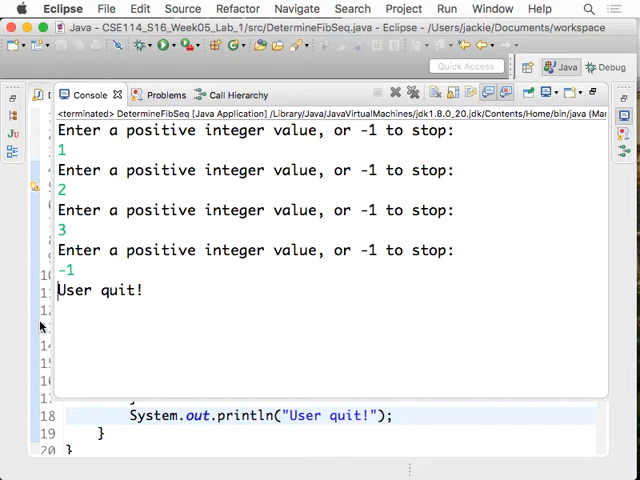 Eclipse File Edit Source Refactor Navigate Search Project Run Window Help
Java - CSE114_S16_Week05_Lab_1/src/DetermineFibSeq.java - Eclipse - /Users/jackie/Documents/workspace
Quick Access
Java
Debug
Console Problems Call Hierarchy
<terminated> DetermineFibSeq [Java Application] /Library/Java/JavaVirtualMachines/jdk1.8.0_20.jdk/Contents/Home/bin/java (Mar
Enter a positive integer value, or -1 to stop:
1
Enter a positive integer value, or -1 to stop:
2
Enter a positive integer value, or -1 to stop:
3
Enter a positive integer value, or -1 to stop:
-1
User quit!
18 System.out.println("User quit!");
19 }
20 }